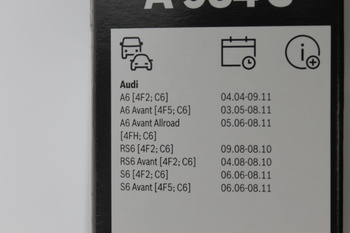 Audi
A6 [4F2; C6] 04.04-09.11
A6 Avant [4F5; C6] 03.05-08.11
A6 Avant Allroad 05.06-08.11
[4FH; C6]
RS6 [4F2; C6] 09.08-08.10
RS6 Avant [4F2; C6] 04.08-08.10
S6 [4F2; C6] 06.06-08.11
S6 Avant [4F5; C6] 06.06-08.11